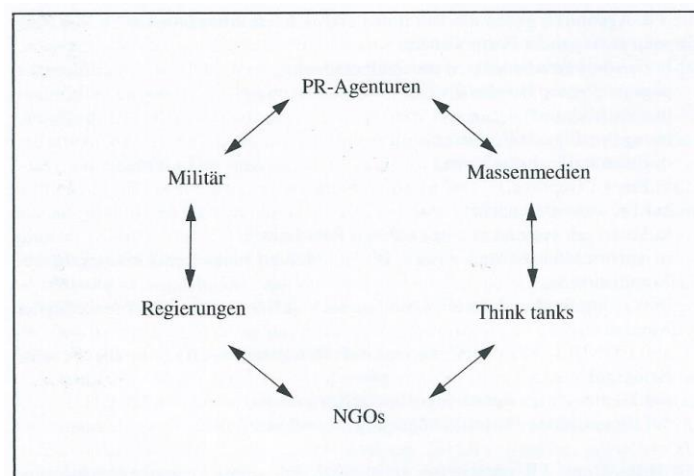 PR-Agenturen
Militär
Massenmedien
Regierungen
Think tanks
NGOs